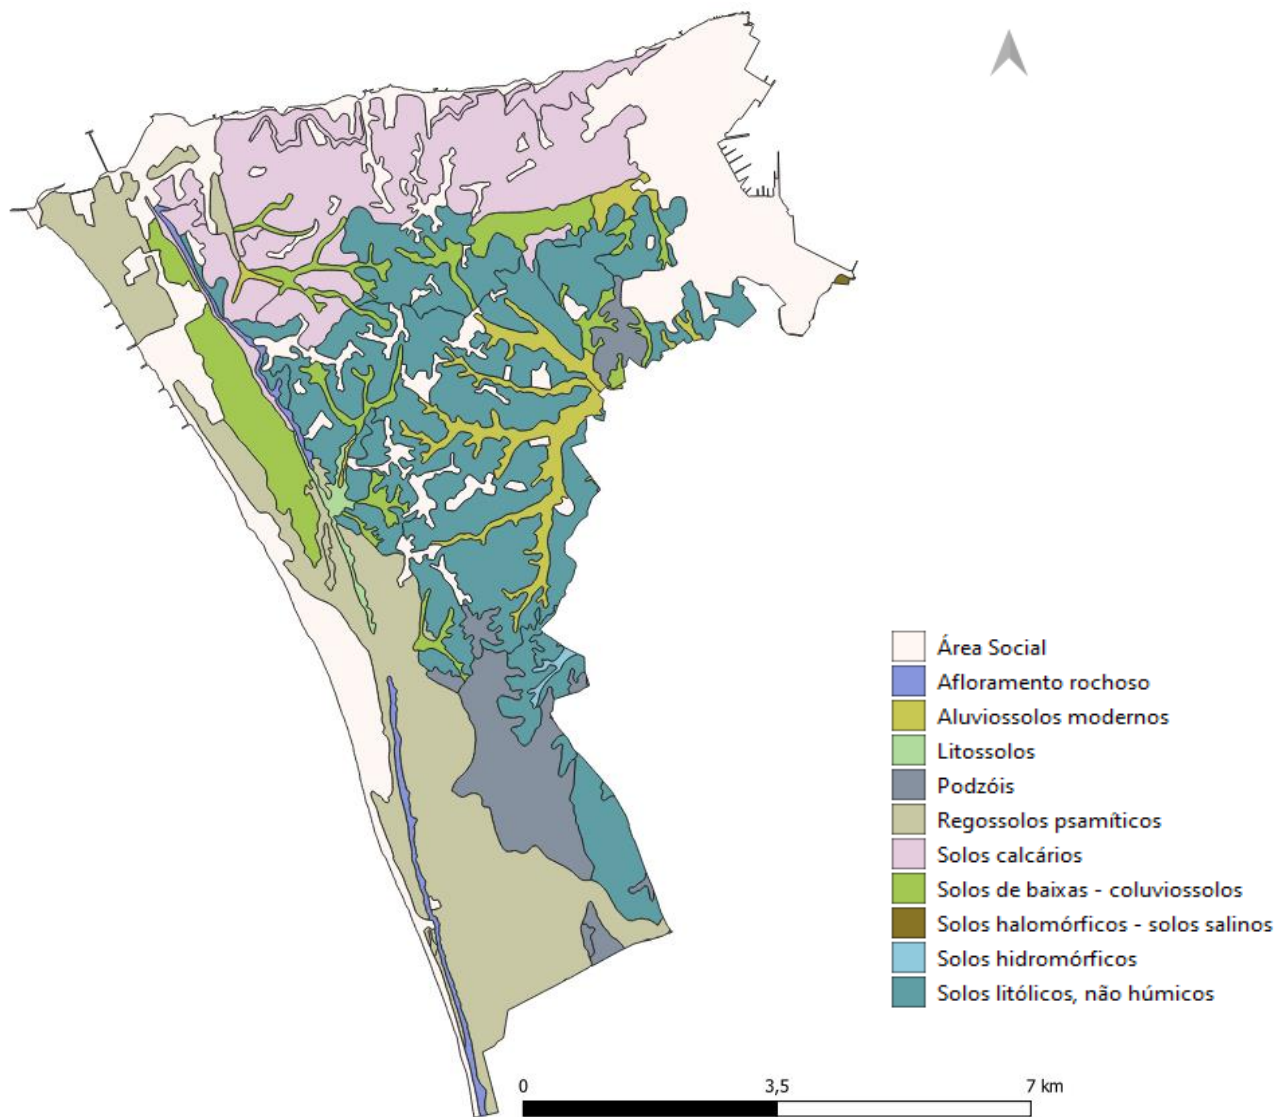 Área Social
Afloramento rochoso
Aluviossolos modernos
Litossolos
Podzóis
Regossolos psamíticos
Solos calcários
Solos de baixas - coluviossolos
Solos halomórficos - solos salinos
Solos hidromórficos
Solos litólicos, não húmicos
0 3,5 7 km